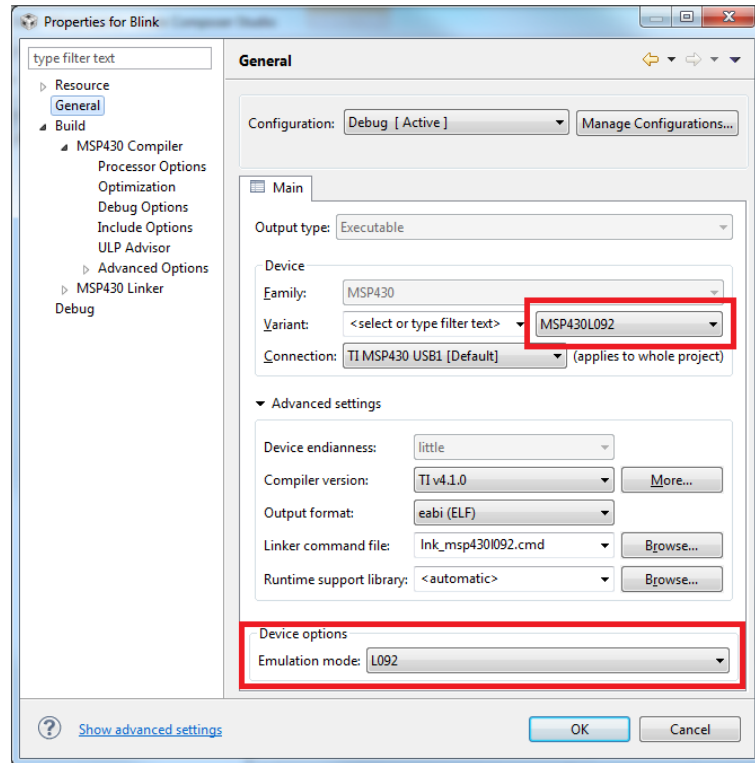 Properties for Blink
type filter text
Resource
General
Build
MSP430 Compiler
Processor Options
Optimization
Debug Options
Include Options
ULP Advisor
Advanced Options
MSP430 Linker
Debug
General
Configuration: Debug [ Active ] Manage Configurations...
Main
Output type: Executable
Device
Family: MSP430
Variant: <select or type filter text> MSP430L092
Connection: TI MSP430 USB1 [Default] (applies to whole project)
Advanced settings
Device endianness: little
Compiler version: TI v4.1.0 More...
Output format: eabi (ELF)
Linker command file: lnk_msp430l092.cmd Browse...
Runtime support library: <automatic> Browse...
Device options
Emulation mode: L092
? Show advanced settings OK Cancel